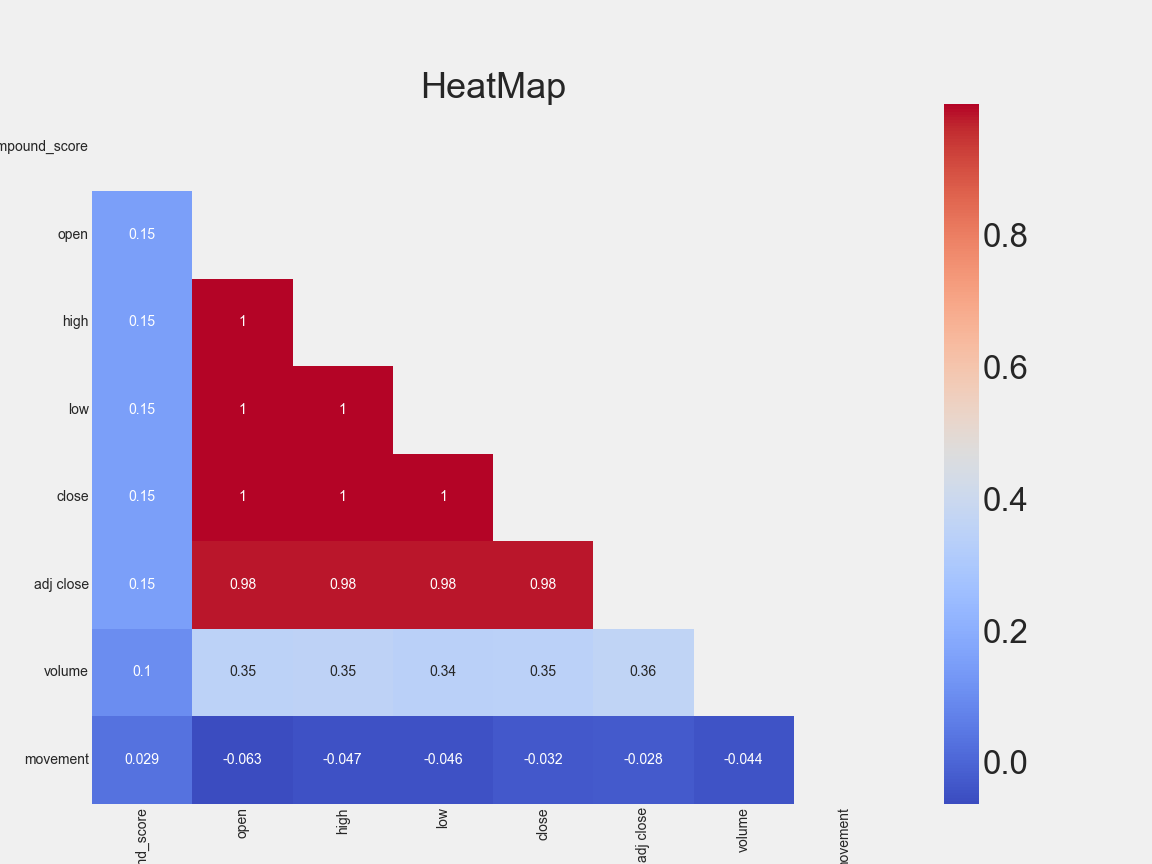 HeatMap
mpound_score
open
0.15
high
0.15 1
low
0.15 1 1
close
0.15 1 1 1
adj close
0.15 0.98 0.98 0.98 0.98
volume
0.1 0.35 0.35 0.34 0.35 0.36
movement
0.029 -0.063 -0.047 -0.046 -0.032 -0.028 -0.044
nd_score
open
high
low
close
adj close
volume
ovement
0.8
0.6
0.4
0.2
0.0